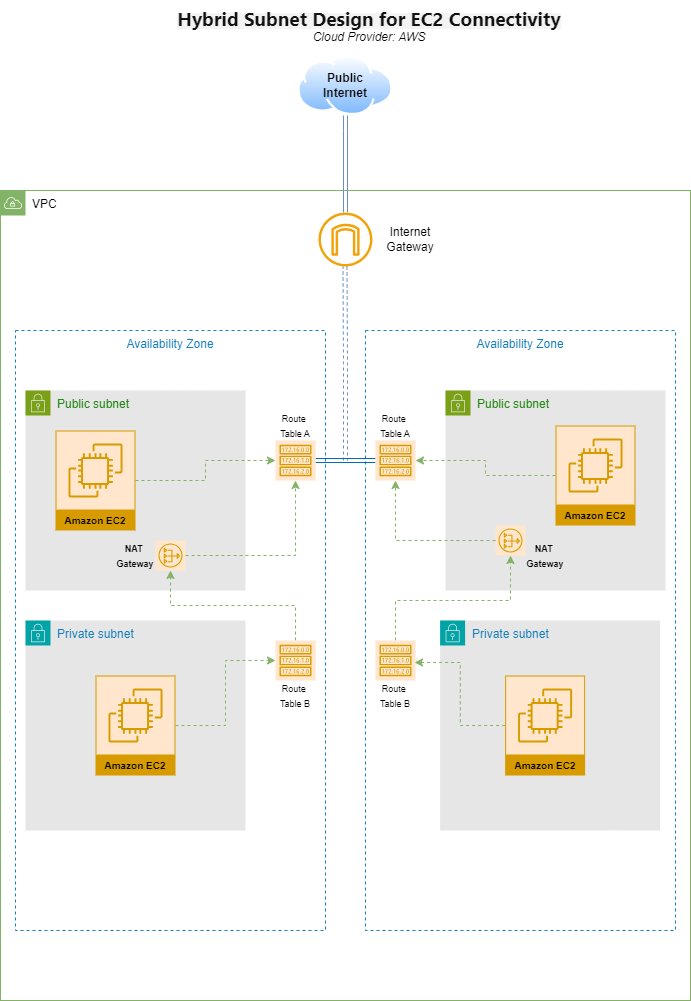 Hybrid Subnet Design for EC2 Connectivity
Cloud Provider: AWS
Public
Internet
VPC
Internet
Gateway
Availability Zone
Public subnet
Route
Table A
172.16.0.0
172.16.1.0
172.16.2.0
Amazon EC2
NAT
Gateway
Private subnet
172.16.0.0
172.16.1.0
172.16.2.0
Route
Table B
Amazon EC2
Availability Zone
Route
Table A
172.16.0.0
172.16.1.0
172.16.2.0
Public subnet
Amazon EC2
NAT
Gateway
172.16.0.0
172.16.1.0
172.16.2.0
Route
Table B
Private subnet
Amazon EC2